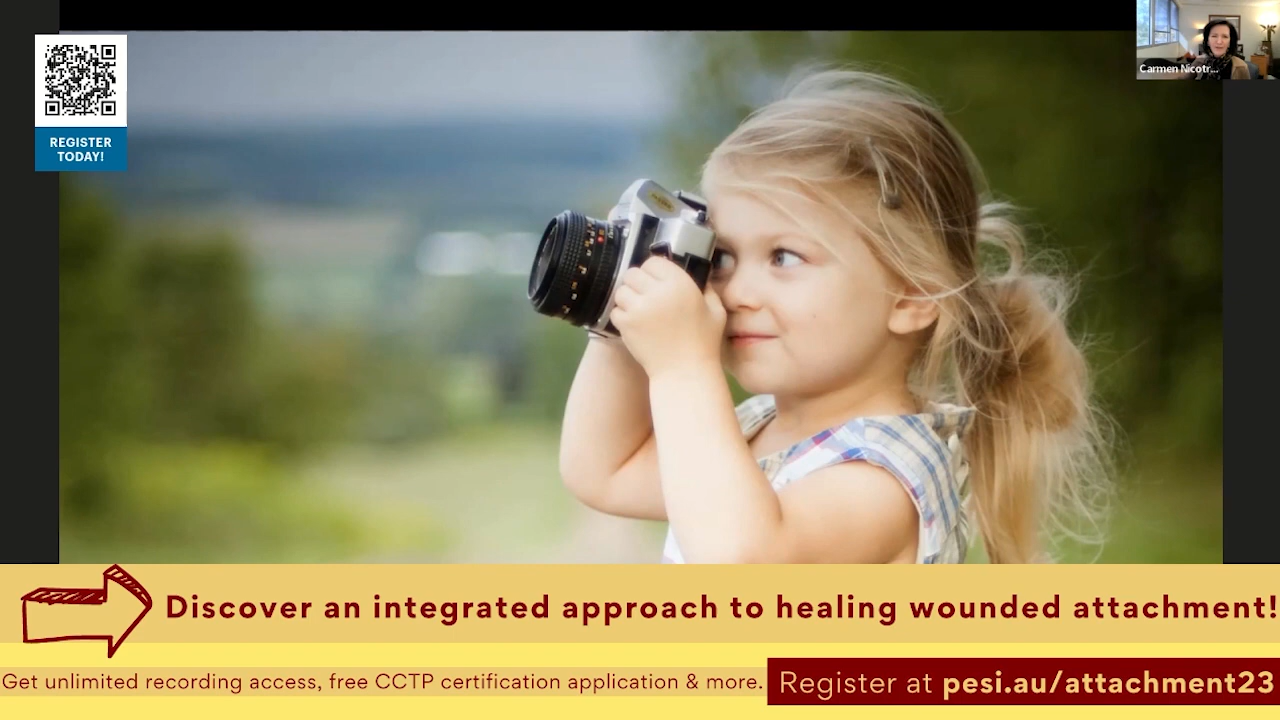 REGISTER
TODAY!
Carmen Nicotr...
Discover an integrated approach to healing wounded attachment!
Get unlimited recording access, free CCTP certification application & more.
Register at pesi.au/attachment23